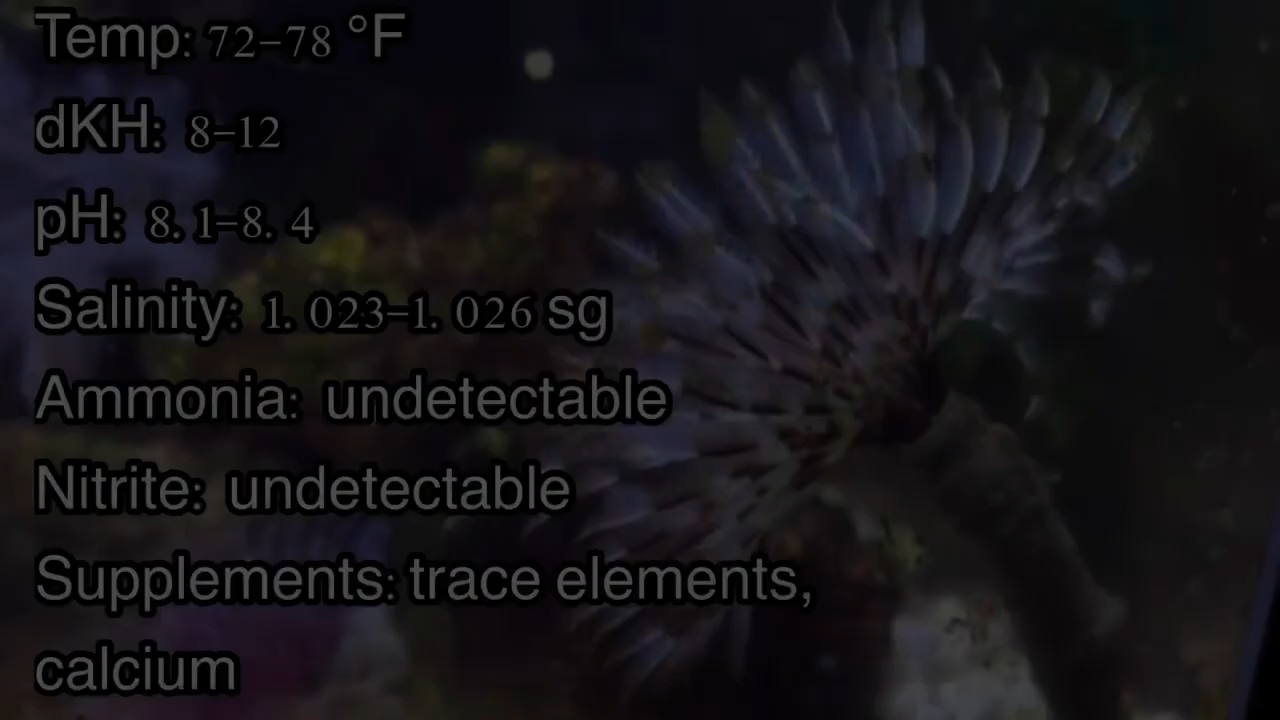 Temp: 72-78 °F
dKH: 8-12
pH: 8.1-8.4
Salinity: 1.023-1.026 sg
Ammonia: undetectable
Nitrite: undetectable
Supplements: trace elements,
calcium